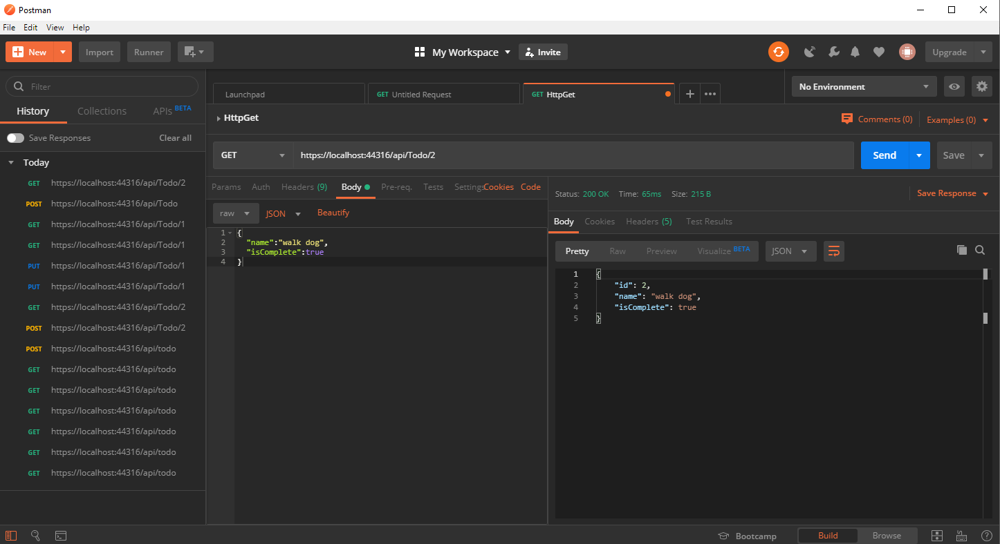 Postman
File Edit View Help
New Import Runner My Workspace Invite Upgrade
Filter
History Collections APIs BETA
Save Responses Clear all
Today
GET https://localhost:44316/api/Todo/2
POST https://localhost:44316/api/Todo
GET https://localhost:44316/api/Todo/1
GET https://localhost:44316/api/Todo/1
PUT https://localhost:44316/api/Todo/1
PUT https://localhost:44316/api/Todo/1
GET https://localhost:44316/api/Todo/2
POST https://localhost:44316/api/Todo/2
POST https://localhost:44316/api/todo
GET https://localhost:44316/api/todo
GET https://localhost:44316/api/todo
GET https://localhost:44316/api/todo
GET https://localhost:44316/api/todo
GET https://localhost:44316/api/todo
GET https://localhost:44316/api/todo
Launchpad GET Untitled Request GET HttpGet + ••• No Environment
HttpGet Comments (0) Examples (0)
GET https://localhost:44316/api/Todo/2 Send Save
Params Auth Headers (9) Body Pre-req. Tests Settings Cookies Code
raw JSON Beautify
1 {
2 "name":"walk dog",
3 "isComplete":true
4 }
Status: 200 OK Time: 65ms Size: 215 B Save Response
Body Cookies Headers (5) Test Results
Pretty Raw Preview Visualize BETA JSON
1 {
2 "id": 2,
3 "name": "walk dog",
4 "isComplete": true
5 }
Bootcamp Build Browse ?